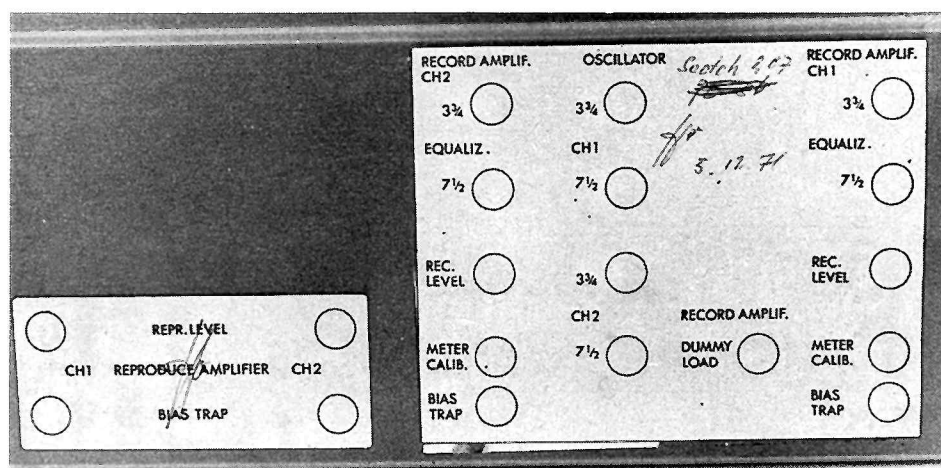 RECORD AMPLIF.
CH2
3¾
EQUALIZ.
7½
REC.
LEVEL
METER
CALIB.
BIAS
TRAP
OSCILLATOR
3¾
CH1
7½
3¾
CH2
7½
Scotch 207
3.12.71
RECORD AMPLIF.
DUMMY
LOAD
RECORD AMPLIF.
CH1
3¾
EQUALIZ.
7½
REC.
LEVEL
METER
CALIB.
BIAS
TRAP
REPR. LEVEL
CH1 REPRODUCE AMPLIFIER CH2
BIAS TRAP